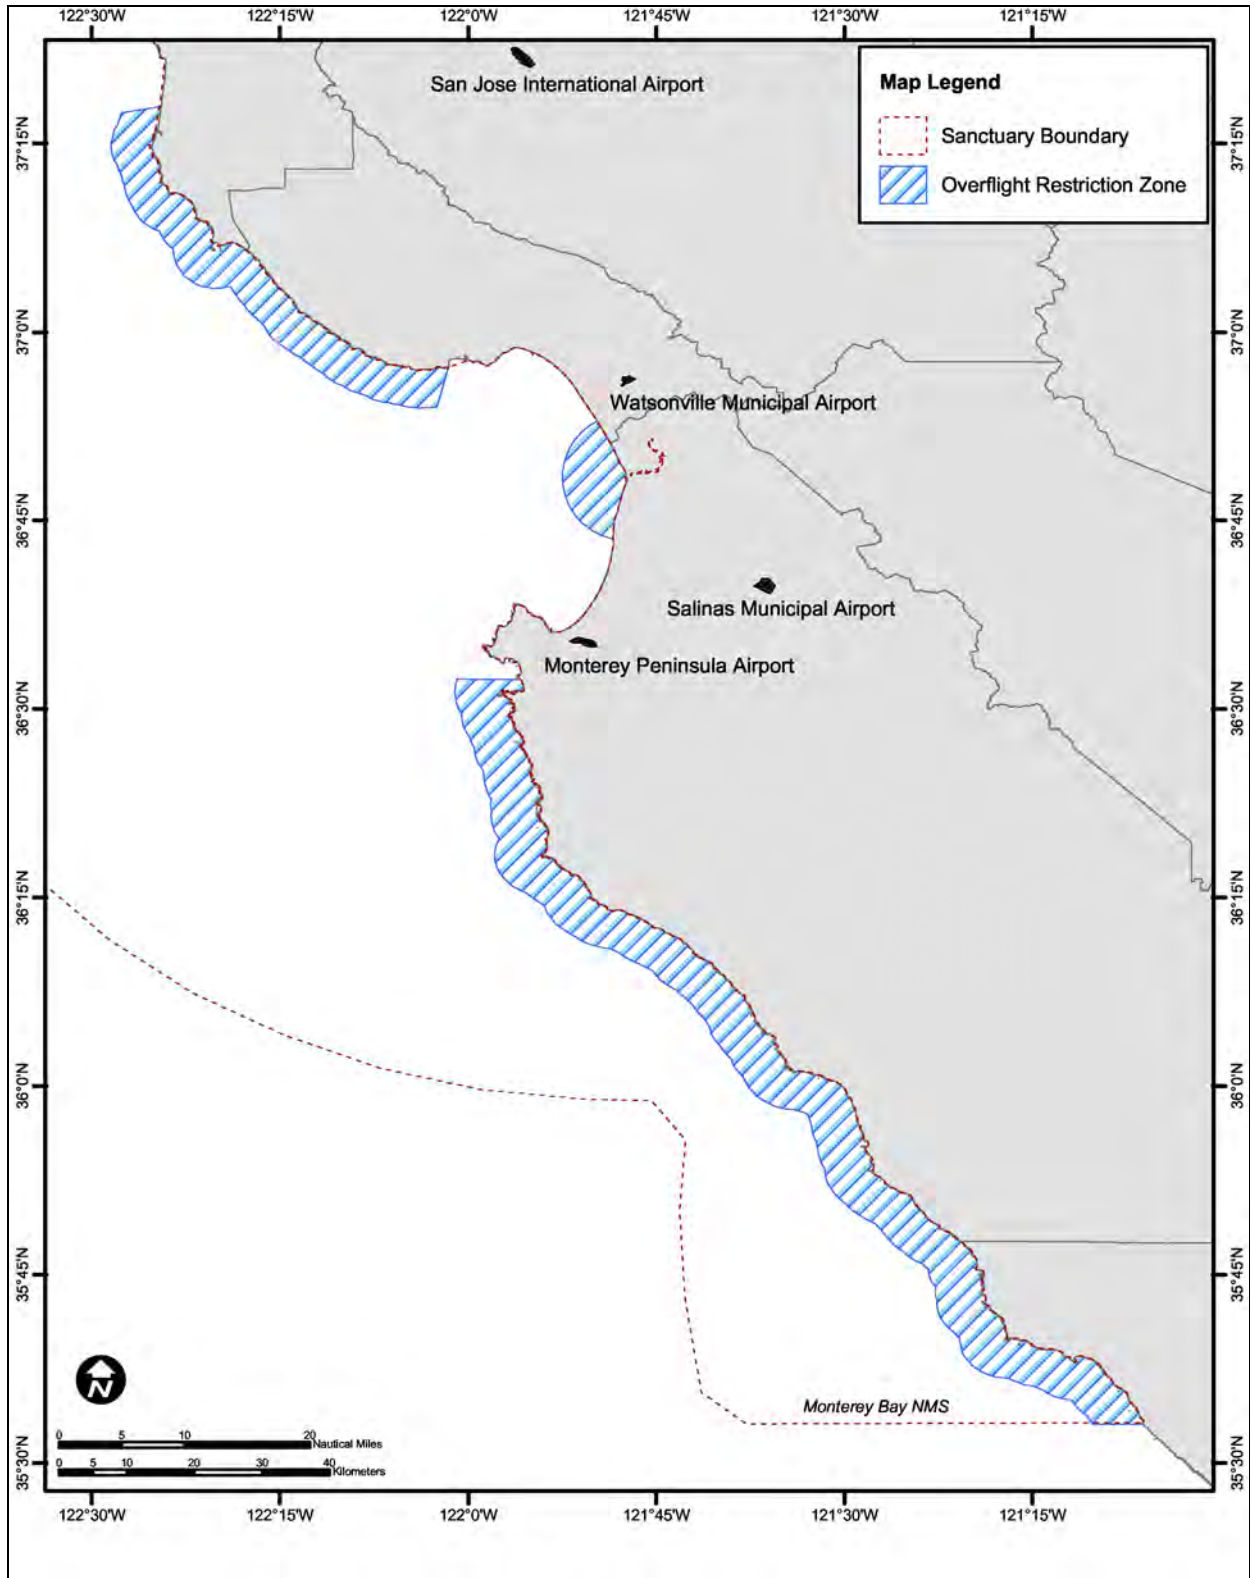 122°30'W 122°15'W 122°0'W 121°45'W 121°30'W 121°15'W
San Jose International Airport
Map Legend
Sanctuary Boundary
Overflight Restriction Zone
37°15'N 37°15'N
37°0'N 37°0'N
Watsonville Municipal Airport
36°45'N 36°45'N
Salinas Municipal Airport
Monterey Peninsula Airport
36°30'N 36°30'N
36°15'N 36°15'N
36°0'N 36°0'N
35°45'N 35°45'N
N
Monterey Bay NMS
0 5 10 20
Nautical Miles
0 5 10 20 30 40
Kilometers
35°30'N 35°30'N
122°30'W 122°15'W 122°0'W 121°45'W 121°30'W 121°15'W